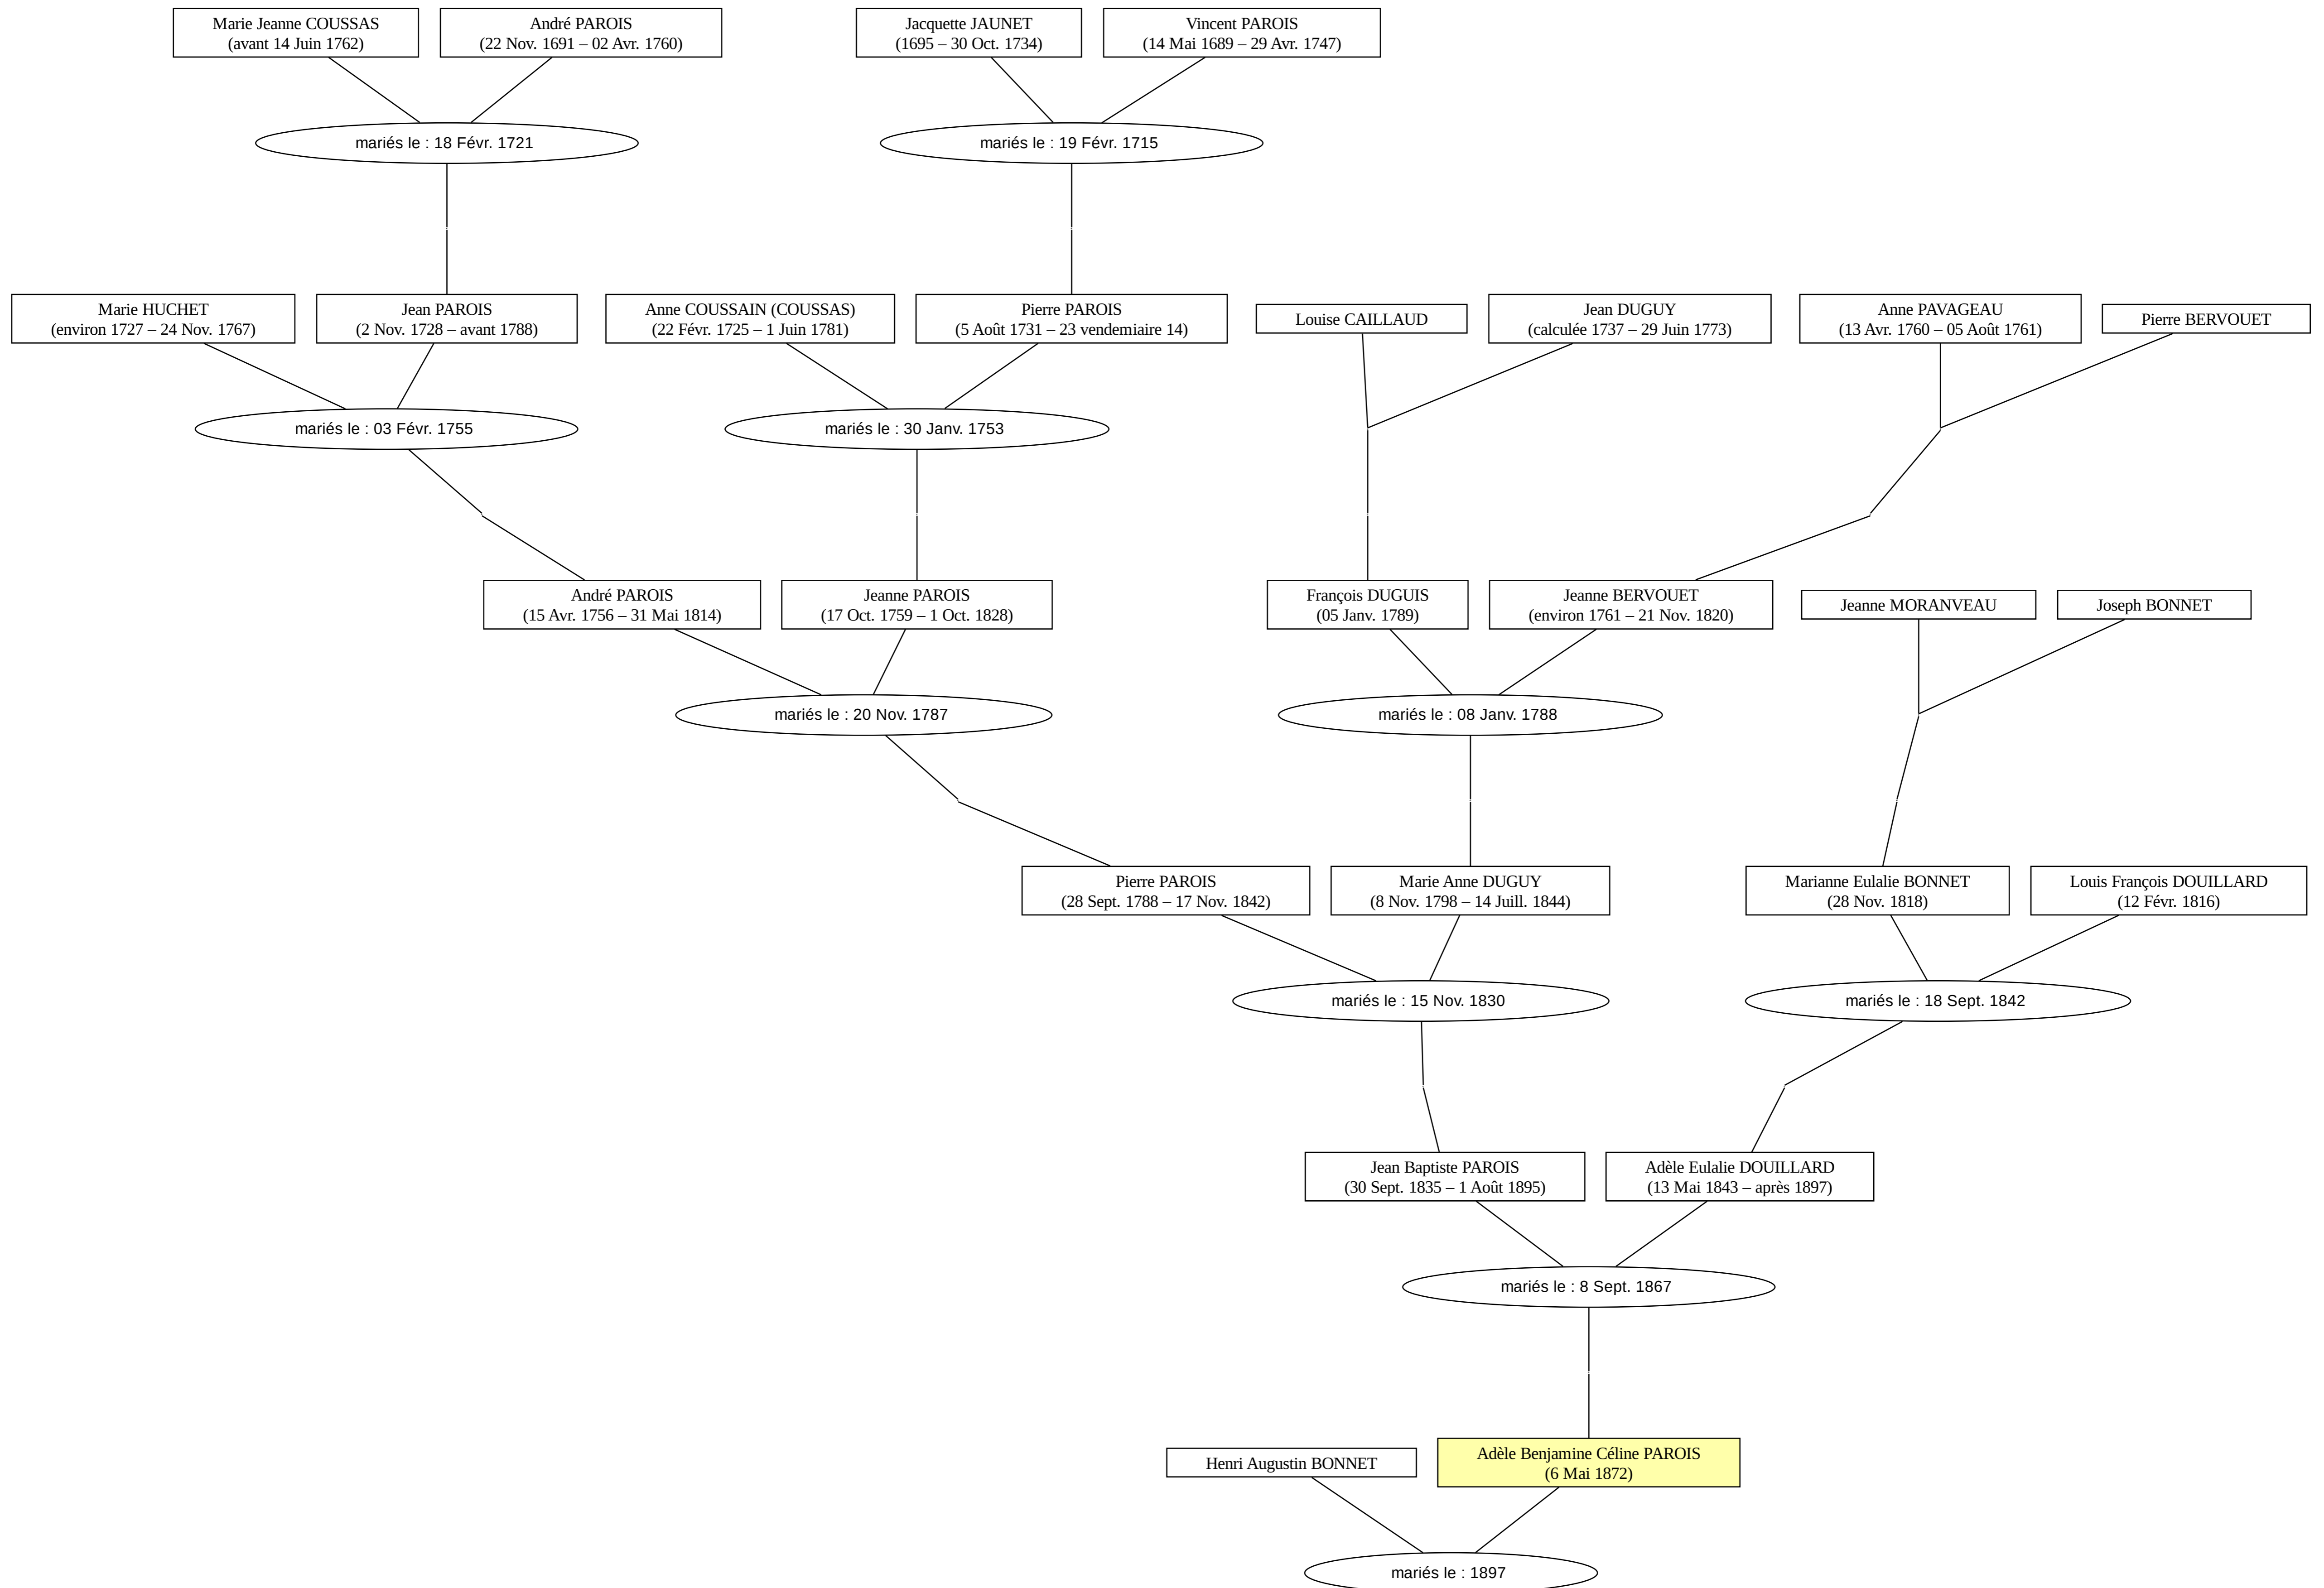 Marie Jeanne COUSSAS
(avant 14 Juin 1762)
André PAROIS
(22 Nov. 1691 – 02 Avr. 1760)
Jacquette JAUNET
(1695 – 30 Oct. 1734)
Vincent PAROIS
(14 Mai 1689 – 29 Avr. 1747)
mariés le : 18 Févr. 1721
mariés le : 19 Févr. 1715
Marie HUCHET
(environ 1727 – 24 Nov. 1767)
Jean PAROIS
(2 Nov. 1728 – avant 1788)
Anne COUSSAIN (COUSSAS)
(22 Févr. 1725 – 1 Juin 1781)
Pierre PAROIS
(5 Août 1731 – 23 vendemiaire 14)
Louise CAILLAUD
Jean DUGUY
(calculée 1737 – 29 Juin 1773)
Anne PAVAGEAU
(13 Avr. 1760 – 05 Août 1761)
Pierre BERVOUET
mariés le : 03 Févr. 1755
mariés le : 30 Janv. 1753
André PAROIS
(15 Avr. 1756 – 31 Mai 1814)
Jeanne PAROIS
(17 Oct. 1759 – 1 Oct. 1828)
François DUGUIS
(05 Janv. 1789)
Jeanne BERVOUET
(environ 1761 – 21 Nov. 1820)
Jeanne MORANVEAU
Joseph BONNET
mariés le : 20 Nov. 1787
mariés le : 08 Janv. 1788
Pierre PAROIS
(28 Sept. 1788 – 17 Nov. 1842)
Marie Anne DUGUY
(8 Nov. 1798 – 14 Juill. 1844)
Marianne Eulalie BONNET
(28 Nov. 1818)
Louis François DOUILLARD
(12 Févr. 1816)
mariés le : 15 Nov. 1830
mariés le : 18 Sept. 1842
Jean Baptiste PAROIS
(30 Sept. 1835 – 1 Août 1895)
Adèle Eulalie DOUILLARD
(13 Mai 1843 – après 1897)
mariés le : 8 Sept. 1867
Henri Augustin BONNET
Adèle Benjamine Céline PAROIS
(6 Mai 1872)
mariés le : 1897